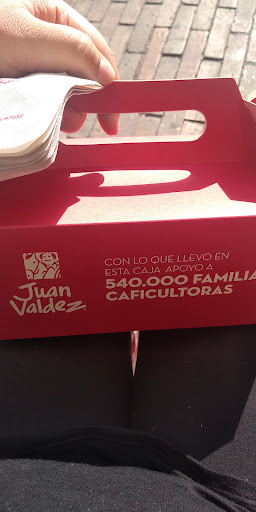 Juan
Valdez
CON LO QUE LLEVO EN
ESTA CAJA APOYO A
540.000 FAMILIA
CAFICULTORAS